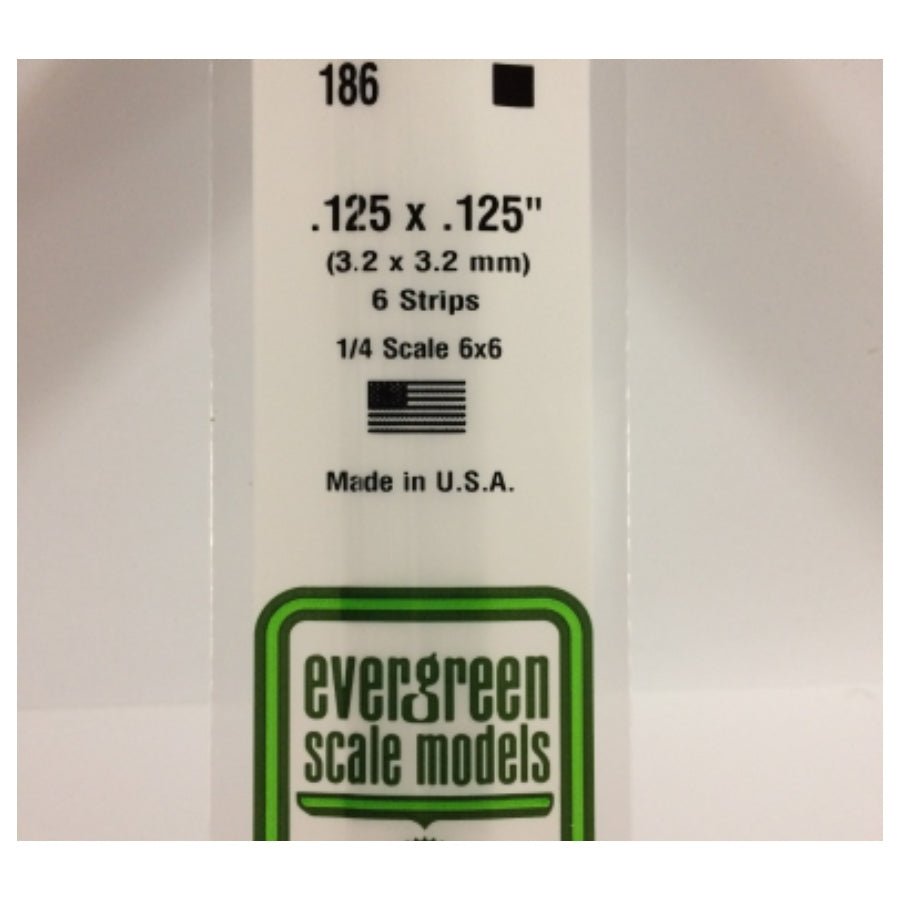 186
.125 x .125"
(3.2 x 3.2 mm)
6 Strips
1/4 Scale 6x6
Made in U.S.A.
evergreen
scale models